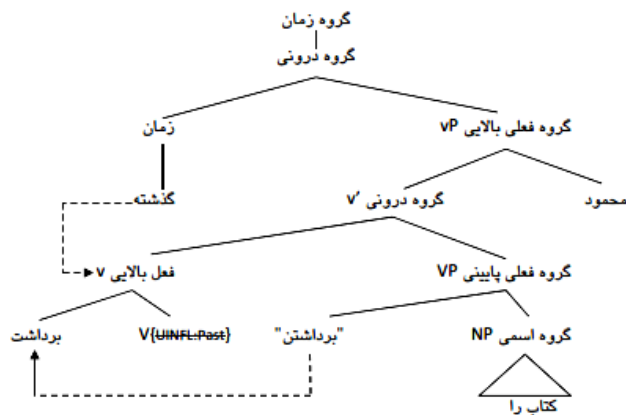 گروه زمان
گروه درونی
گروه فعلی بالایی vP
زمان
محمود
گروه درونی v’
گذشته
گروه فعلی پایینی VP
فعل بالایی v
گروه اسمی NP
"برداشتن"
V{UINFL:Past}
برداشت
کتاب را